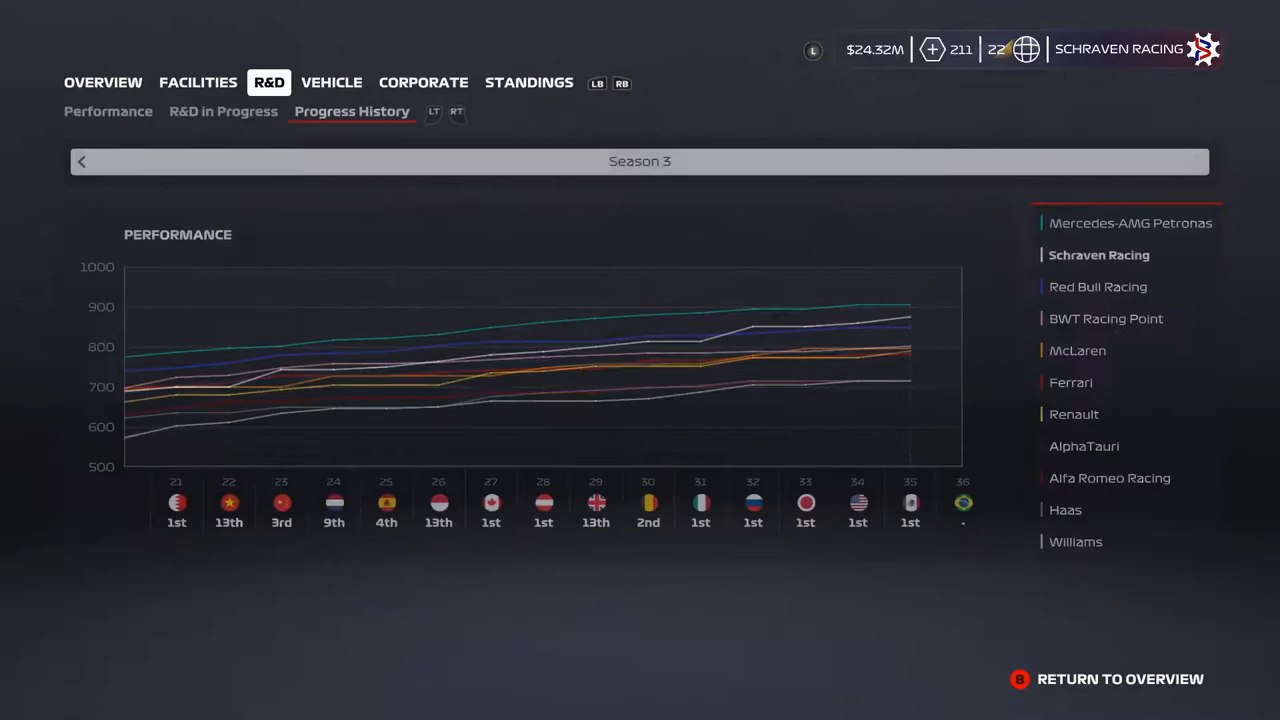 L $24.32M 211 22 SCHRAVEN RACING
OVERVIEW FACILITIES R&D VEHICLE CORPORATE STANDINGS LB RB
Performance R&D in Progress Progress History LT RT
Season 3
PERFORMANCE
1000
900
800
700
600
500
21 22 23 24 25 26 27 28 29 30 31 32 33 34 35 36
1st 13th 3rd 9th 4th 13th 1st 1st 13th 2nd 1st 1st 1st 1st 1st -
Mercedes-AMG Petronas
Schraven Racing
Red Bull Racing
BWT Racing Point
McLaren
Ferrari
Renault
AlphaTauri
Alfa Romeo Racing
Haas
Williams
B RETURN TO OVERVIEW